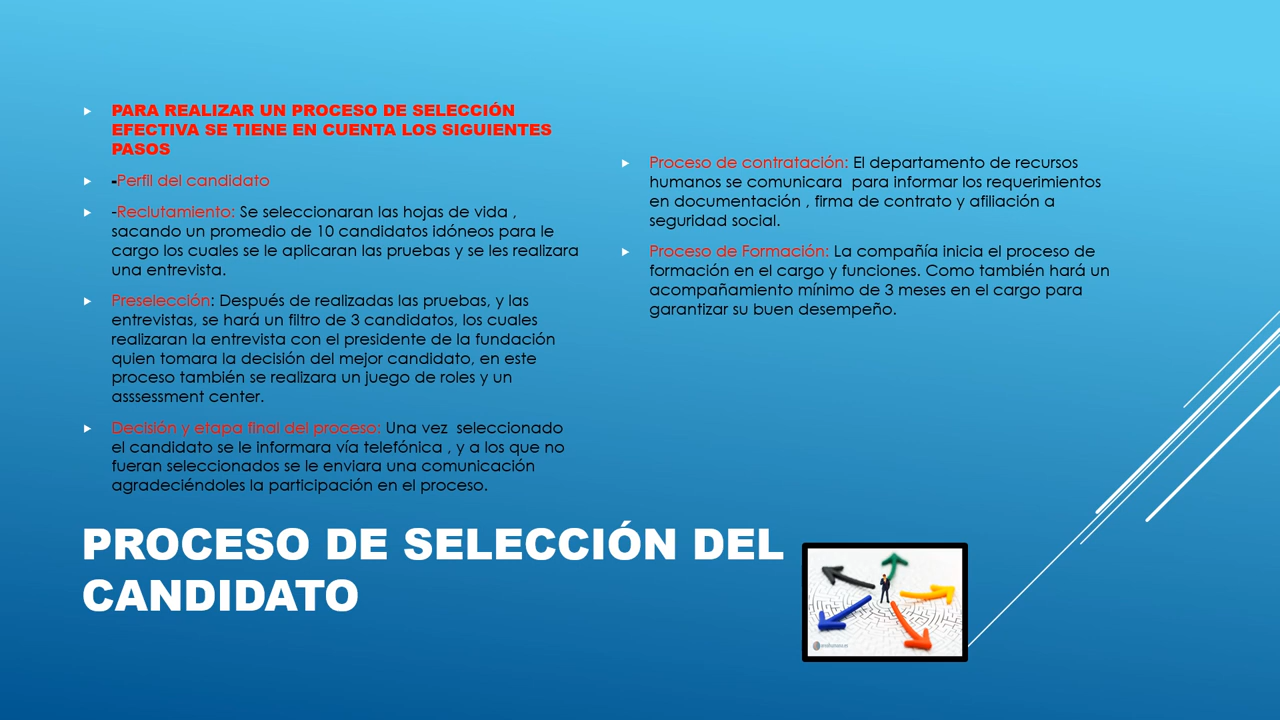 PARA REALIZAR UN PROCESO DE SELECCIÓN
EFECTIVA SE TIENE EN CUENTA LOS SIGUIENTES
PASOS
-Perfil del candidato
-Reclutamiento: Se seleccionaran las hojas de vida ,
sacando un promedio de 10 candidatos idóneos para le
cargo los cuales se le aplicaran las pruebas y se les realizara
una entrevista.
Preselección: Después de realizadas las pruebas, y las
entrevistas, se hará un filtro de 3 candidatos, los cuales
realizaran la entrevista con el presidente de la fundación
quien tomara la decisión del mejor candidato, en este
proceso también se realizara un juego de roles y un
asssessment center.
Decisión y etapa final del proceso: Una vez  seleccionado
el candidato se le informara vía telefónica , y a los que no
fueran seleccionados se le enviara una comunicación
agradeciéndoles la participación en el proceso.
Proceso de contratación: El departamento de recursos
humanos se comunicara  para informar los requerimientos
en documentación , firma de contrato y afiliación a
seguridad social.
Proceso de Formación: La compañía inicia el proceso de
formación en el cargo y funciones. Como también hará un
acompañamiento mínimo de 3 meses en el cargo para
garantizar su buen desempeño.
PROCESO DE SELECCIÓN DEL
CANDIDATO